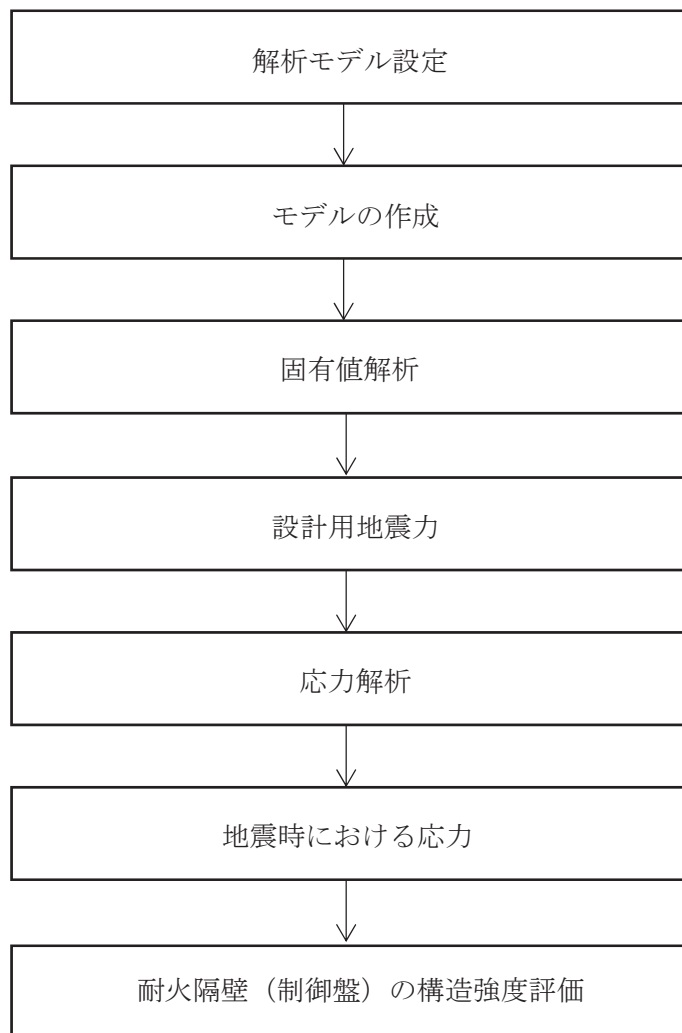 解析モデル設定
モデルの作成
固有値解析
設計用地震力
応力解析
地震時における応力
耐火隔壁（制御盤）の構造強度評価